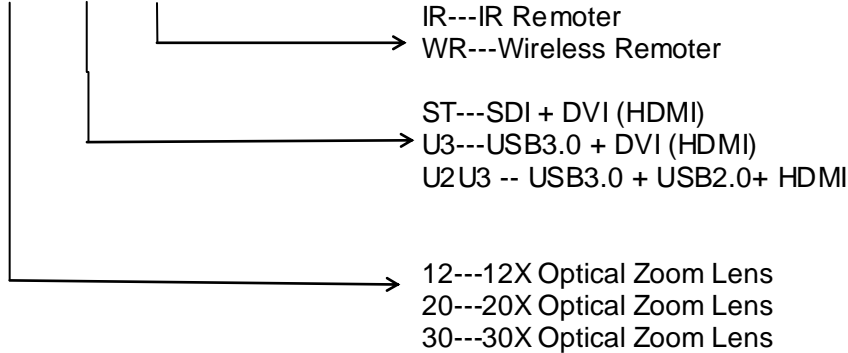 IR---IR Remoter
WR---Wireless Remoter
ST---SDI + DVI (HDMI)
U3---USB3.0 + DVI (HDMI)
U2U3 -- USB3.0 + USB2.0+ HDMI
12---12X Optical Zoom Lens
20---20X Optical Zoom Lens
30---30X Optical Zoom Lens